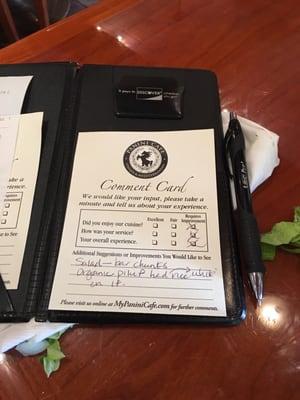 It pays to DISCOVER
PANINI CAFE
Comment Card
We would like your input, please take a
minute and tell us about your experience.
Excellent Fair Requires Improvement
Did you enjoy our cuisine?
How was your service?
Your overall experience.
Additional Suggestions or Improvements You Would Like to See
Salad - chunks
Organic had rice white
on it.
Please visit us online at MyPaniniCafe.com for further comments.